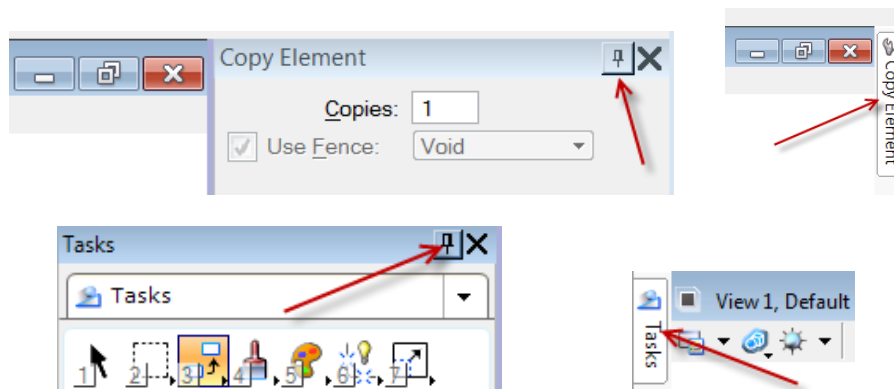 Copy Element
Copies: 1
Use Fence: Void
Copy Element
Tasks
Tasks
1 2 3 4 5 6 7
View 1, Default
Tasks